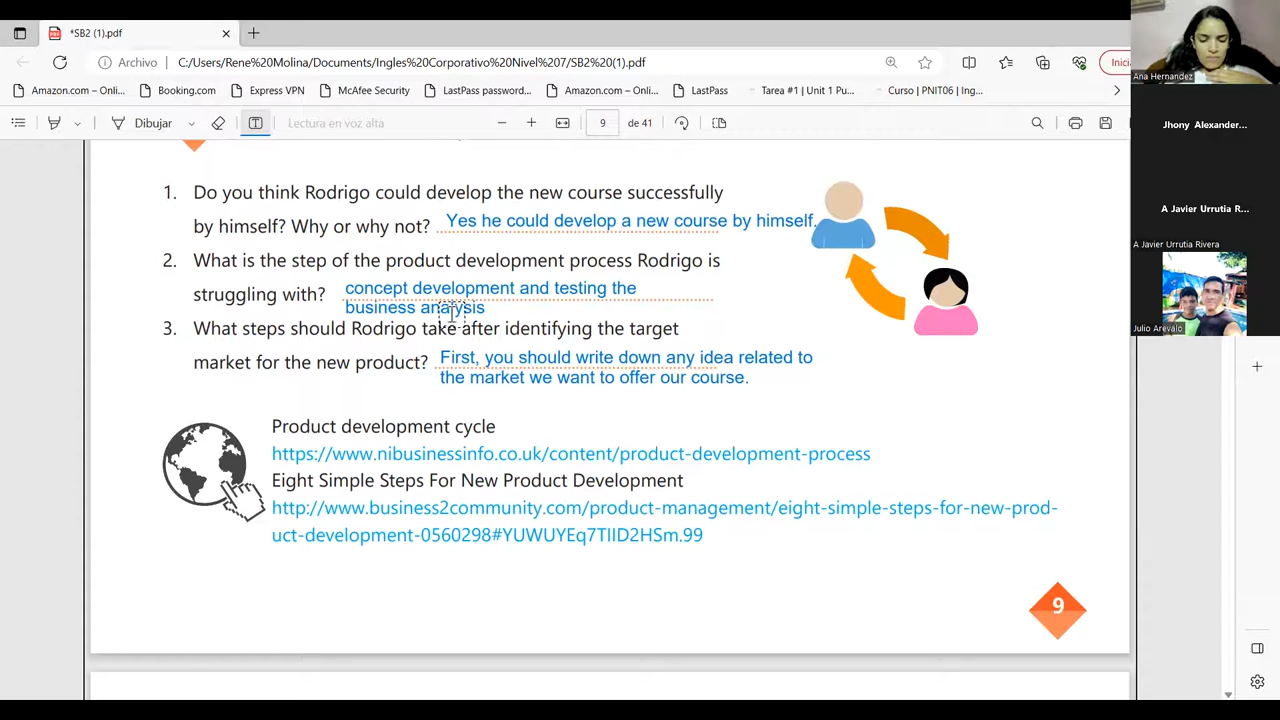 *SB2 (1).pdf
Archivo
C:/Users/Rene%20Molina/Documents/Ingles%20Corporativo%20Nivel%207/SB2%20(1).pdf
Inicia
Amazon.com – Onli...
Booking.com
Express VPN
McAfee Security
LastPass password...
Amazon.com – Onli...
LastPass
Tarea #1 | Unit 1 Pu...
Curso | PNIT06 | Ing...
Dibujar
Lectura en voz alta
9
de 41
1. Do you think Rodrigo could develop the new course successfully
by himself? Why or why not? Yes he could develop a new course by himself.
2. What is the step of the product development process Rodrigo is
struggling with? concept development and testing the
business analysis
3. What steps should Rodrigo take after identifying the target
market for the new product? First, you should write down any idea related to
the market we want to offer our course.
Product development cycle
https://www.nibusinessinfo.co.uk/content/product-development-process
Eight Simple Steps For New Product Development
http://www.business2community.com/product-management/eight-simple-steps-for-new-prod-
uct-development-0560298#YUWUYEq7TIID2HSm.99
9
Ana Hernandez
Jhony Alexander...
A Javier Urrutia R...
A Javier Urrutia Rivera
Julio Arevalo